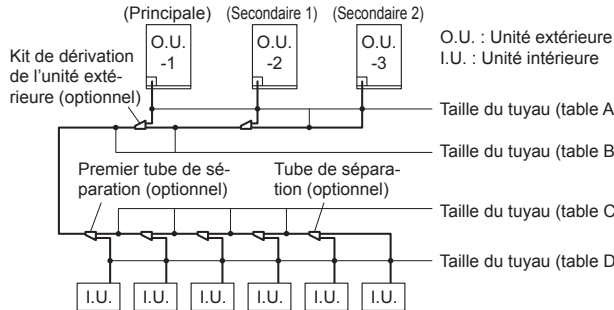 (Principale)
(Secondaire 1)
(Secondaire 2)
O.U.
-1
O.U.
-2
O.U.
-3
O.U. : Unité extérieure
I.U. : Unité intérieure
Kit de dérivation
de l'unité exté-
rieure (optionnel)
Taille du tuyau (table A
Taille du tuyau (table B
Premier tube de sé-
paration (optionnel)
Tube de sépara-
tion (optionnel)
Taille du tuyau (table C
Taille du tuyau (table D
I.U.
I.U.
I.U.
I.U.
I.U.
I.U.